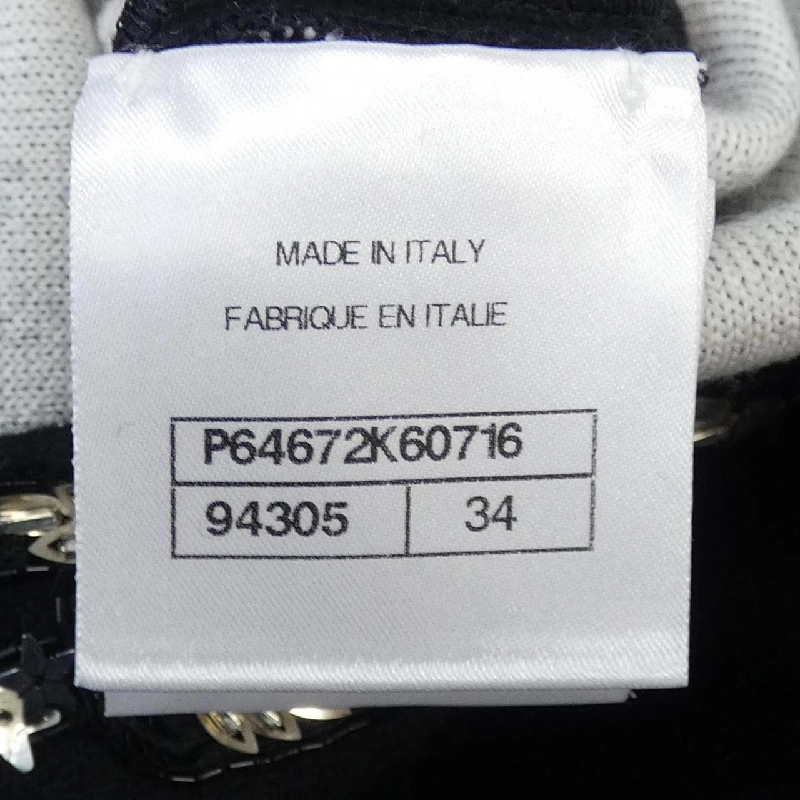 MADE IN ITALY
FABRIQUE EN ITALIE
P64672K60716
94305 34